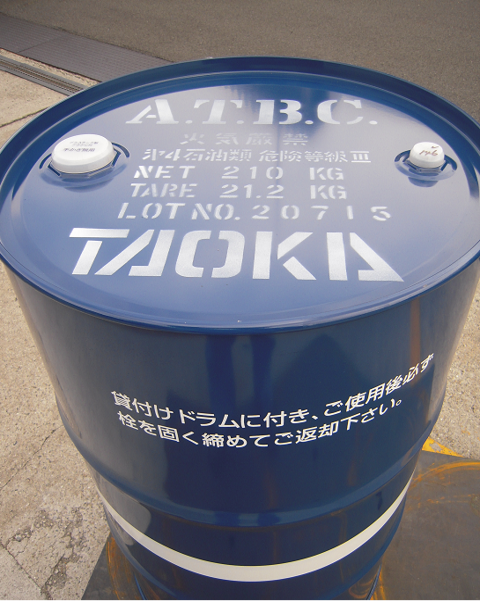 A.T.B.C.
火気厳禁
第4石油類 危険等級Ⅲ
NET 210 KG
TARE 21.2 KG
LOT NO. 20715
TAOKA
貸付けドラムに付き、ご使用後必ず
栓を固く締めてご返却下さい。